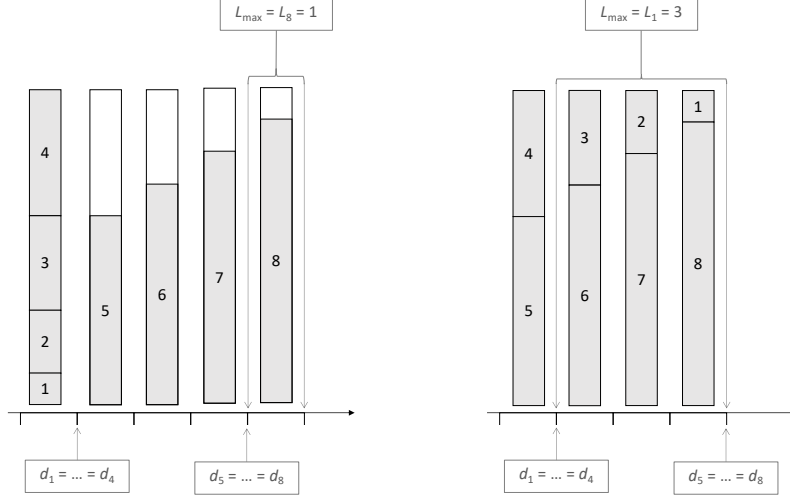 L_max = L_8 = 1
4
3
2
1
5
6
7
8
d_1 = ... = d_4
d_5 = ... = d_8
L_max = L_1 = 3
4
5
3
6
2
7
1
8
d_1 = ... = d_4
d_5 = ... = d_8